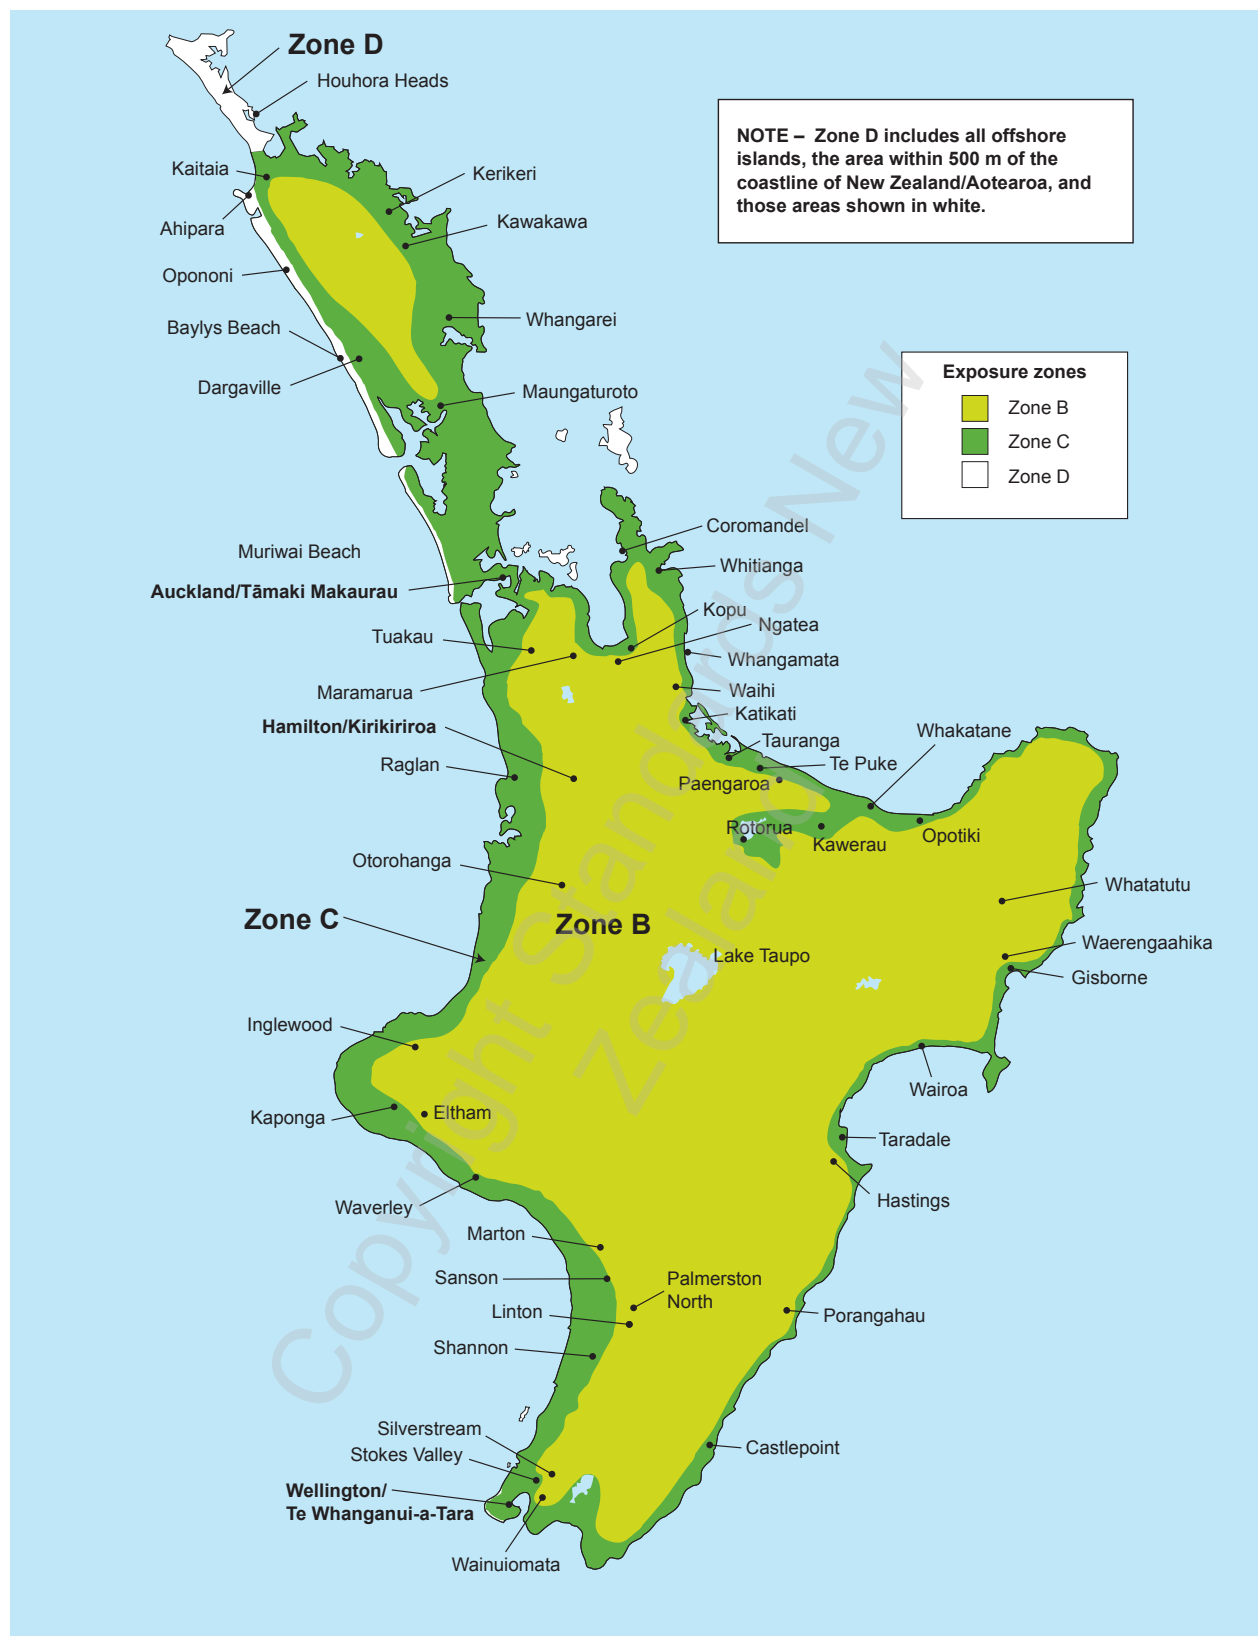 Zone D
Houhora Heads
NOTE – Zone D includes all offshore
islands, the area within 500 m of the
coastline of New Zealand/Aotearoa, and
those areas shown in white.
Kaitaia
Kerikeri
Ahipara
Kawakawa
Opononi
Whangarei
Baylys Beach
Dargaville
Maungaturoto
Exposure zones
Zone B
Zone C
Zone D
Coromandel
Muriwai Beach
Whitianga
Auckland/Tāmaki Makaurau
Kopu
Ngatea
Tuakau
Whangamata
Maramarua
Waihi
Katikati
Hamilton/Kirikiriroa
Tauranga
Whakatane
Raglan
Te Puke
Paengaroa
Rotorua
Kawerau
Opotiki
Otorohanga
Whatatutu
Zone C
Zone B
Waerengaahika
Lake Taupo
Gisborne
Inglewood
Wairoa
Kaponga
Eltham
Taradale
Waverley
Hastings
Marton
Sanson
Palmerston
North
Linton
Porangahau
Shannon
Silverstream
Stokes Valley
Castlepoint
Wellington/
Te Whanganui-a-Tara
Wainuiomata
Copyright Standards New
Zealand